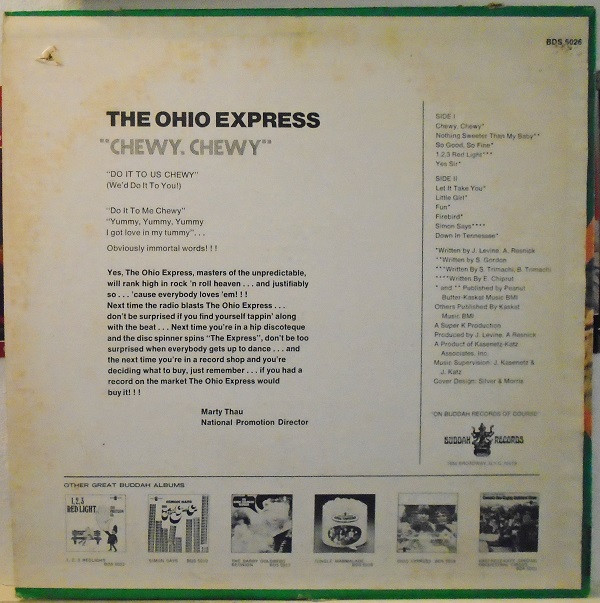 BDS 5026
THE OHIO EXPRESS
"CHEWY, CHEWY"
"DO IT TO US CHEWY"
(We'd Do It To You!)
"Do It To Me Chewy"
"Yummy, Yummy, Yummy
I got love in my tummy" . . .
Obviously immortal words! ! !
Yes, The Ohio Express, masters of the unpredictable,
will rank high in rock 'n roll heaven . . . and justifiably
so . . . 'cause everybody loves 'em! ! !
Next time the radio blasts The Ohio Express . . .
don't be surprised if you find yourself tappin' along
with the beat . . . Next time you're in a hip discoteque
and the disc spinner spins "The Express", don't be too
surprised when everybody gets up to dance . . . and
the next time you're in a record shop and you're
deciding what to buy, just remember . . . if you had a
record on the market The Ohio Express would
buy it! ! !
Marty Thau
National Promotion Director
SIDE I
Chewy, Chewy*
Nothing Sweeter Than My Baby**
So Good, So Fine*
1,2,3 Red Light***
Yes Sir*
SIDE II
Let It Take You*
Little Girl*
Fun*
Firebird*
Simon Says****
Down In Tennessee*
*Written by J. Levine, A. Resnick
**Written by S. Gordon
***Written By S. Trimachi, B. Trimachi
****Written by E. Chiprut
* and ** Published by Peanut
Butter-Kaskat Music BMI
Others Published By Kaskat
Music BMI
A Super K Production
Produced by J. Levine, A. Resnick
A Product of Kasenetz-Katz
Associates, Inc.
Music Supervision: J. Kasenetz &
J. Katz
Cover Design: Silver & Morris
"ON BUDDAH RECORDS OF COURSE"
BUDDAH RECORDS
OTHER GREAT BUDDAH ALBUMS
1, 2, 3
RED LIGHT
1, 2, 3 RED LIGHT
SIMON SAYS